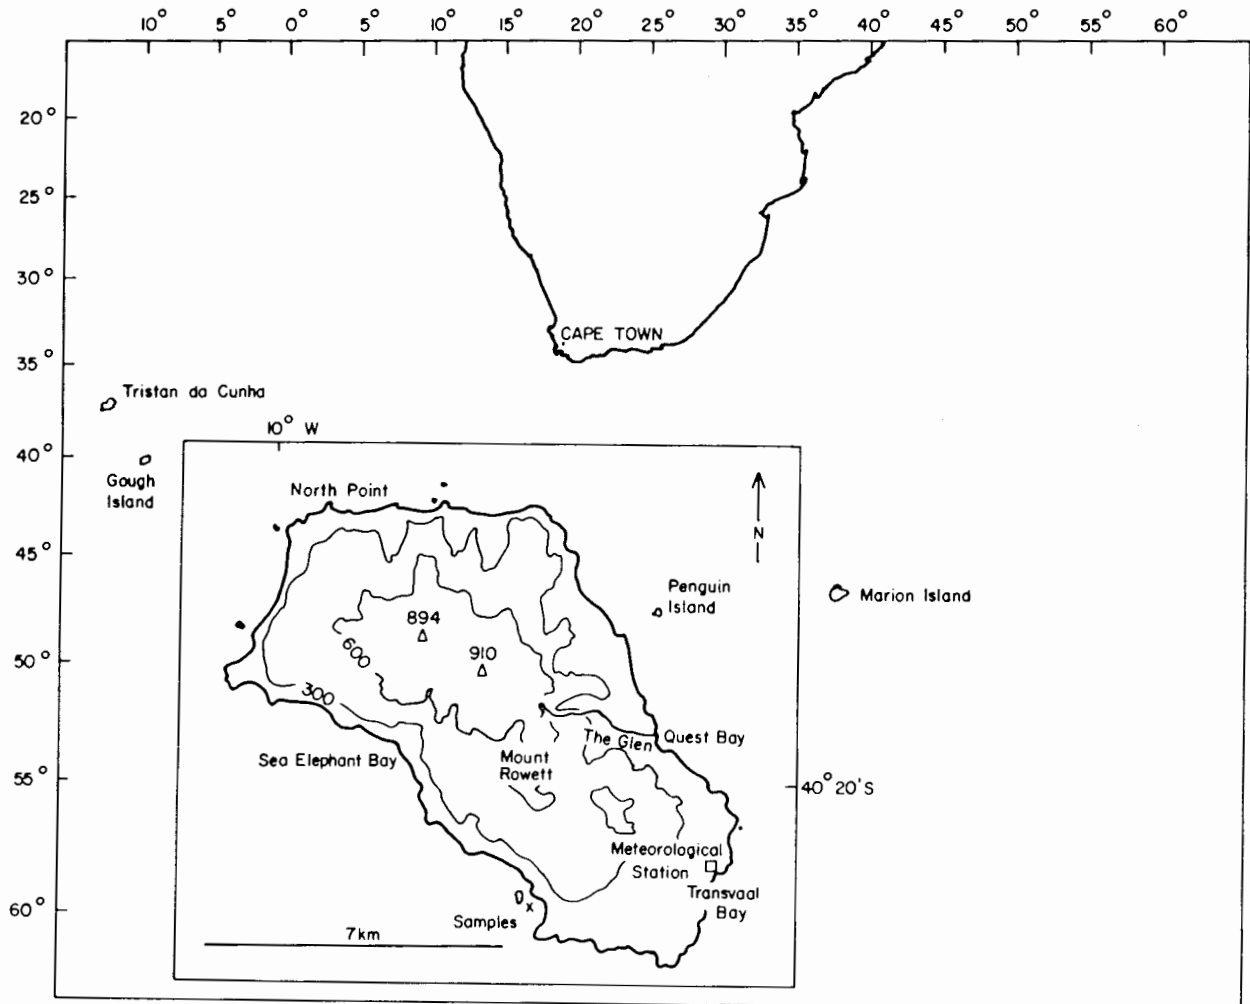 10° 5° 0° 5° 10° 15° 20° 25° 30° 35° 40° 45° 50° 55° 60°
20°
25°
30°
35°
40°
45°
50°
55°
60°
CAPE TOWN
Tristan da Cunha
Gough
Island
Marion Island
10° W
North Point
N
Penguin
Island
894
910
600
300
The Glen
Quest Bay
Sea Elephant Bay
Mount
Rowett
40° 20'S
Meteorological
Station
Transvaal
Bay
Samples
x
7km